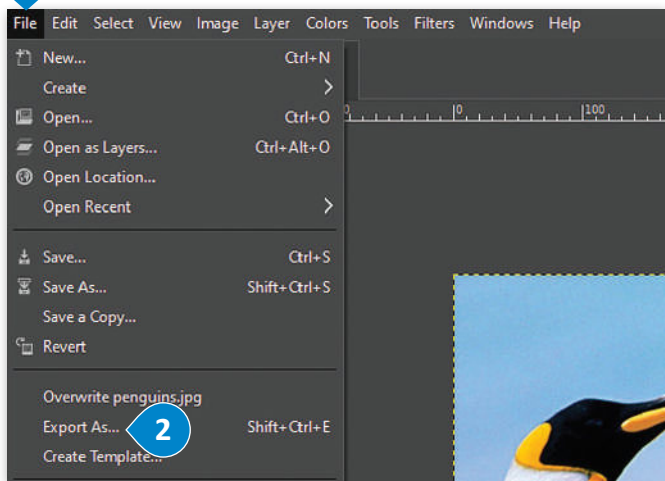 File Edit Select View Image Layer Colors Tools Filters Windows Help
New... Ctrl+N
Create
Open... Ctrl+O
Open as Layers... Ctrl+Alt+O
Open Location...
Open Recent
Save... Ctrl+S
Save As... Shift+Ctrl+S
Save a Copy...
Revert
Overwrite penguins.jpg
Export As... 2 Shift+Ctrl+E
Create Template...
0 100